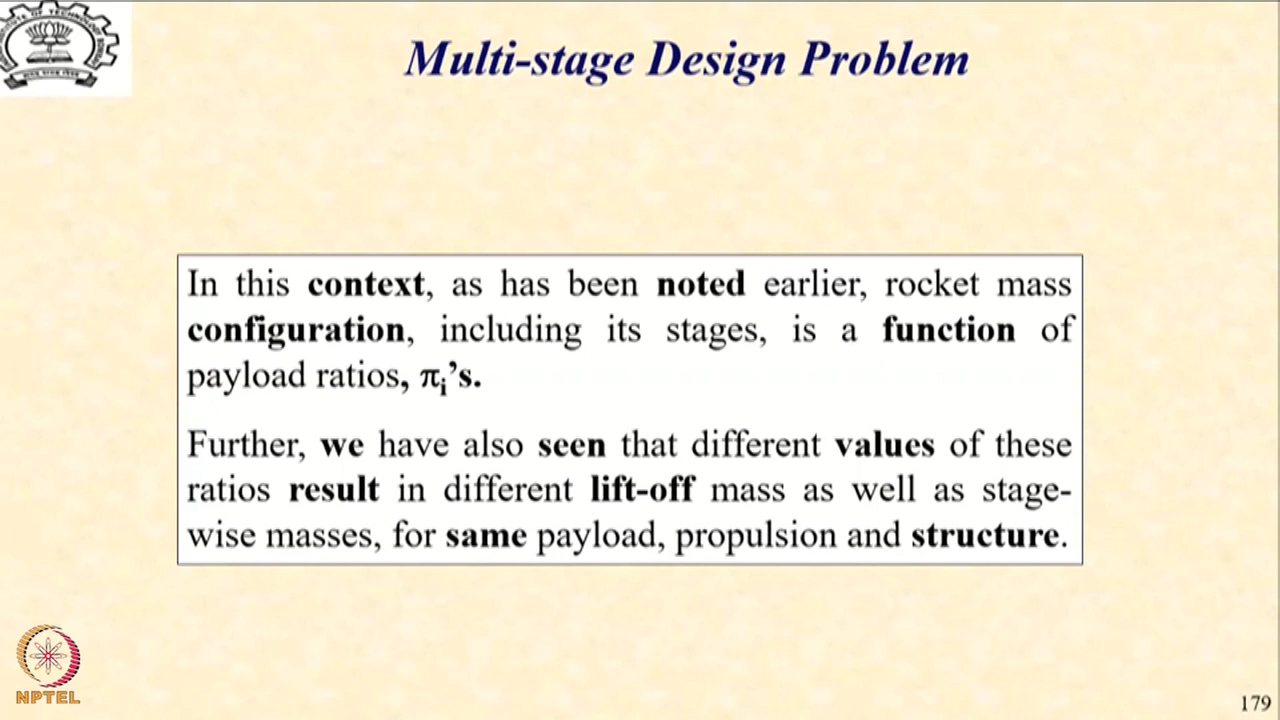 Multi-stage Design Problem
In this context, as has been noted earlier, rocket mass
configuration, including its stages, is a function of
payload ratios, πi’s.
Further, we have also seen that different values of these
ratios result in different lift-off mass as well as stage-
wise masses, for same payload, propulsion and structure.
NPTEL
179